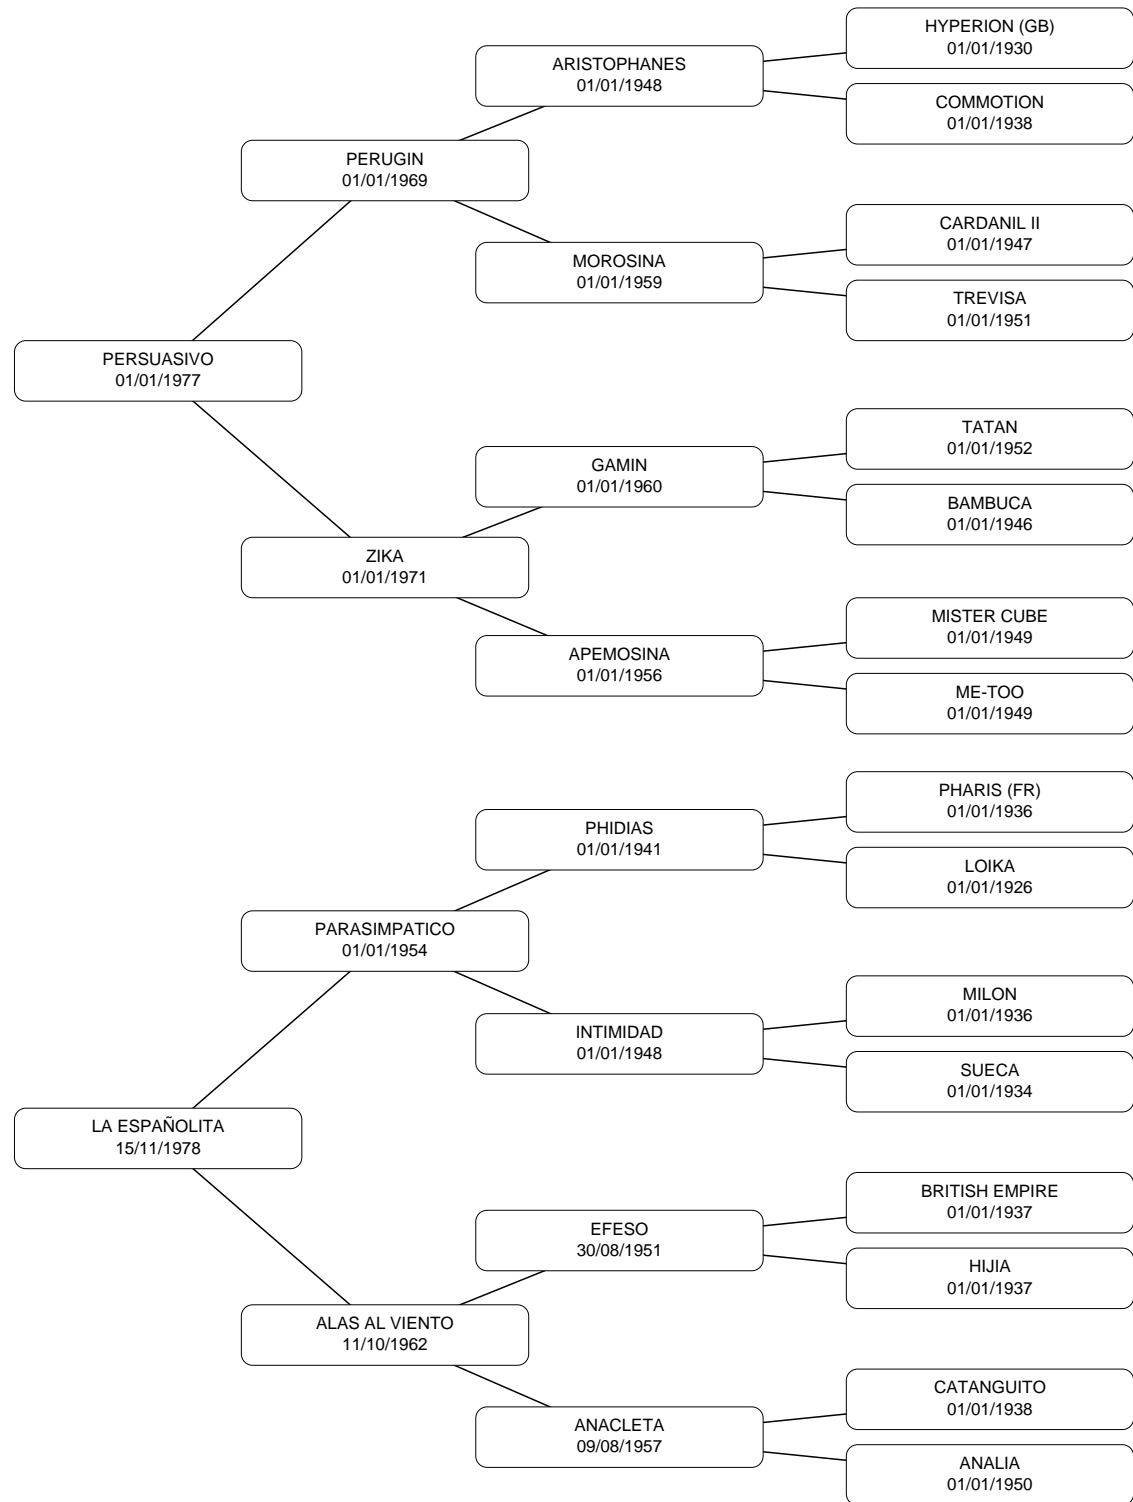 HYPERION (GB)
01/01/1930
ARISTOPHANES
01/01/1948
COMMOTION
01/01/1938
PERUGIN
01/01/1969
CARDANIL II
01/01/1947
MOROSINA
01/01/1959
TREVISA
01/01/1951
PERSUASIVO
01/01/1977
TATAN
01/01/1952
GAMIN
01/01/1960
BAMBUCA
01/01/1946
ZIKA
01/01/1971
MISTER CUBE
01/01/1949
APEMOSINA
01/01/1956
ME-TOO
01/01/1949
PHARIS (FR)
01/01/1936
PHIDIAS
01/01/1941
LOIKA
01/01/1926
PARASIMPATICO
01/01/1954
MILON
01/01/1936
INTIMIDAD
01/01/1948
SUECA
01/01/1934
LA ESPAÑOLITA
15/11/1978
BRITISH EMPIRE
01/01/1937
EFESO
30/08/1951
HIJIA
01/01/1937
ALAS AL VIENTO
11/10/1962
CATANGUITO
01/01/1938
ANACLETA
09/08/1957
ANALIA
01/01/1950